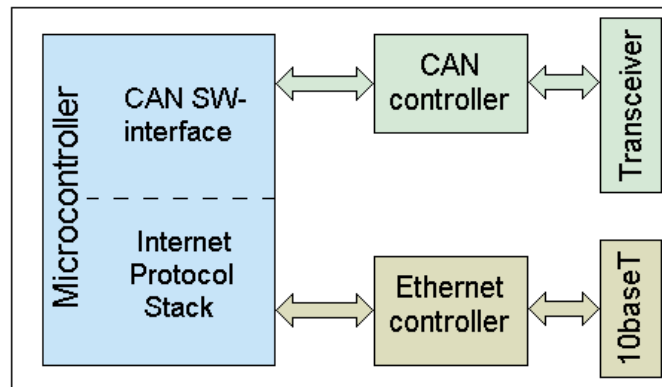 Microcontroller
CAN SW-
interface
Internet
Protocol
Stack
CAN
controller
Transceiver
Ethernet
controller
10baseT